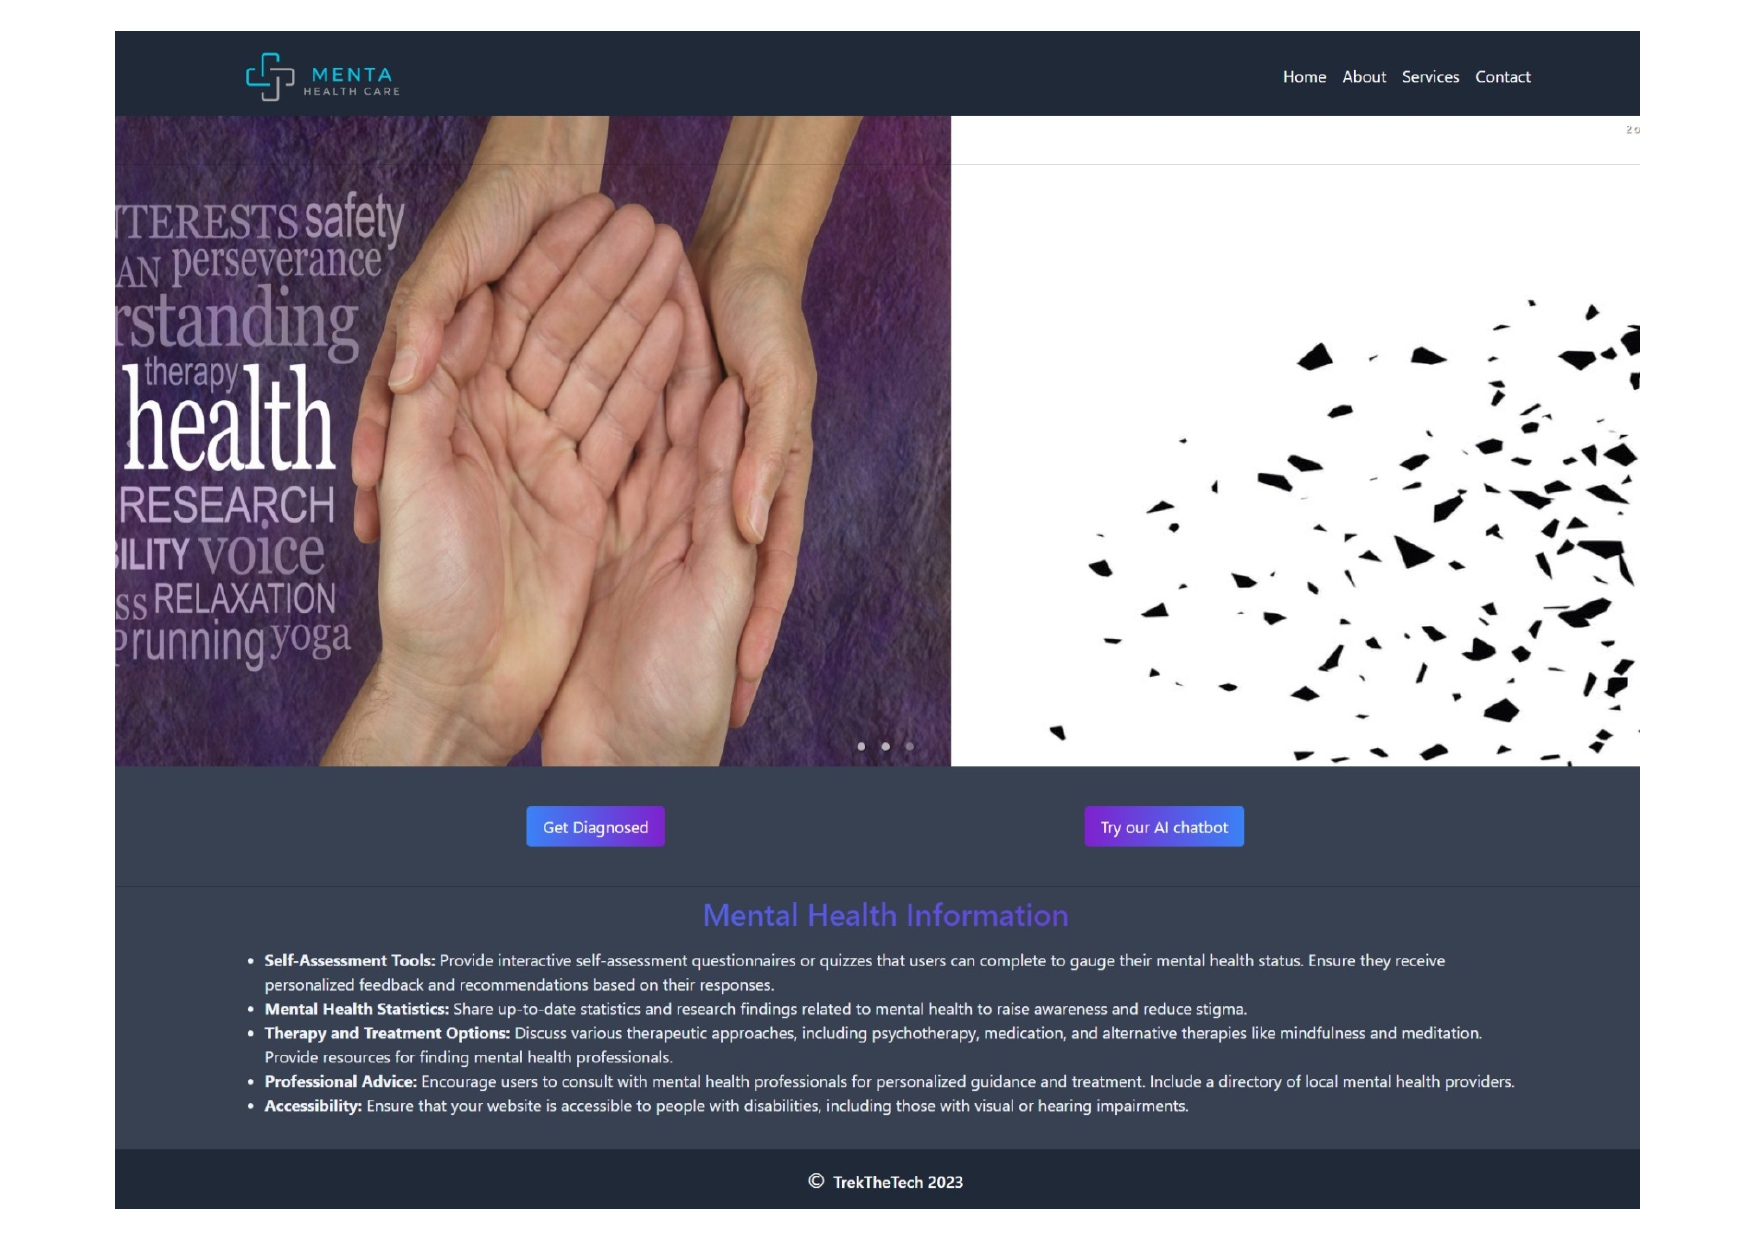 MENTA
HEALTH CARE
Home About Services Contact
safety
perseverance
therapy
health
RESEARCH
voice
RELAXATION
running yoga
Get Diagnosed
Try our AI chatbot
Mental Health Information
• Self-Assessment Tools: Provide interactive self-assessment questionnaires or quizzes that users can complete to gauge their mental health status. Ensure they receive
personalized feedback and recommendations based on their responses.
• Mental Health Statistics: Share up-to-date statistics and research findings related to mental health to raise awareness and reduce stigma.
• Therapy and Treatment Options: Discuss various therapeutic approaches, including psychotherapy, medication, and alternative therapies like mindfulness and meditation.
Provide resources for finding mental health professionals.
• Professional Advice: Encourage users to consult with mental health professionals for personalized guidance and treatment. Include a directory of local mental health providers.
• Accessibility: Ensure that your website is accessible to people with disabilities, including those with visual or hearing impairments.
© TrekTheTech 2023